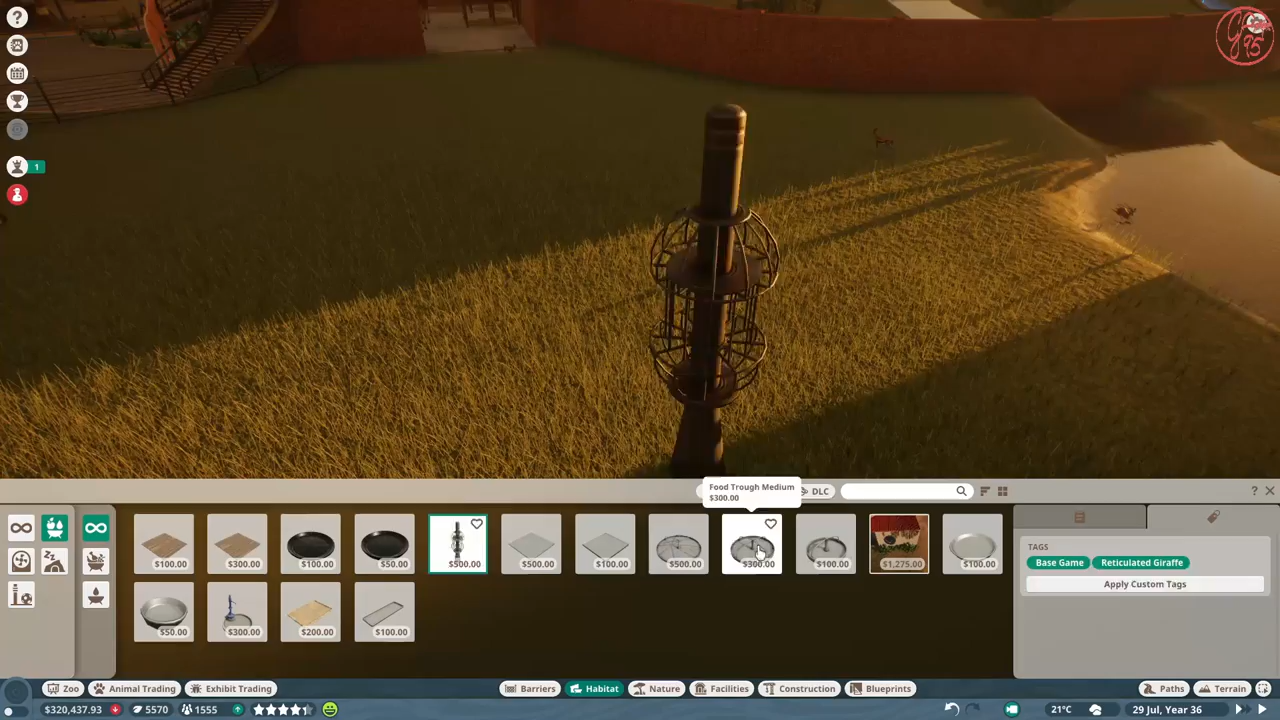 ?
95
1
Food Trough Medium
$300.00
DLC
? ×
$100.00
$300.00
$100.00
$50.00
$500.00
$500.00
$100.00
$500.00
$300.00
$100.00
$1,275.00
$100.00
$50.00
$300.00
$200.00
$100.00
TAGS
Base Game
Reticulated Giraffe
Apply Custom Tags
Zoo
Animal Trading
Exhibit Trading
Barriers
Habitat
Nature
Facilities
Construction
Blueprints
Paths
Terrain
$320,437.93
5570
1555
21°C
29 Jul, Year 36